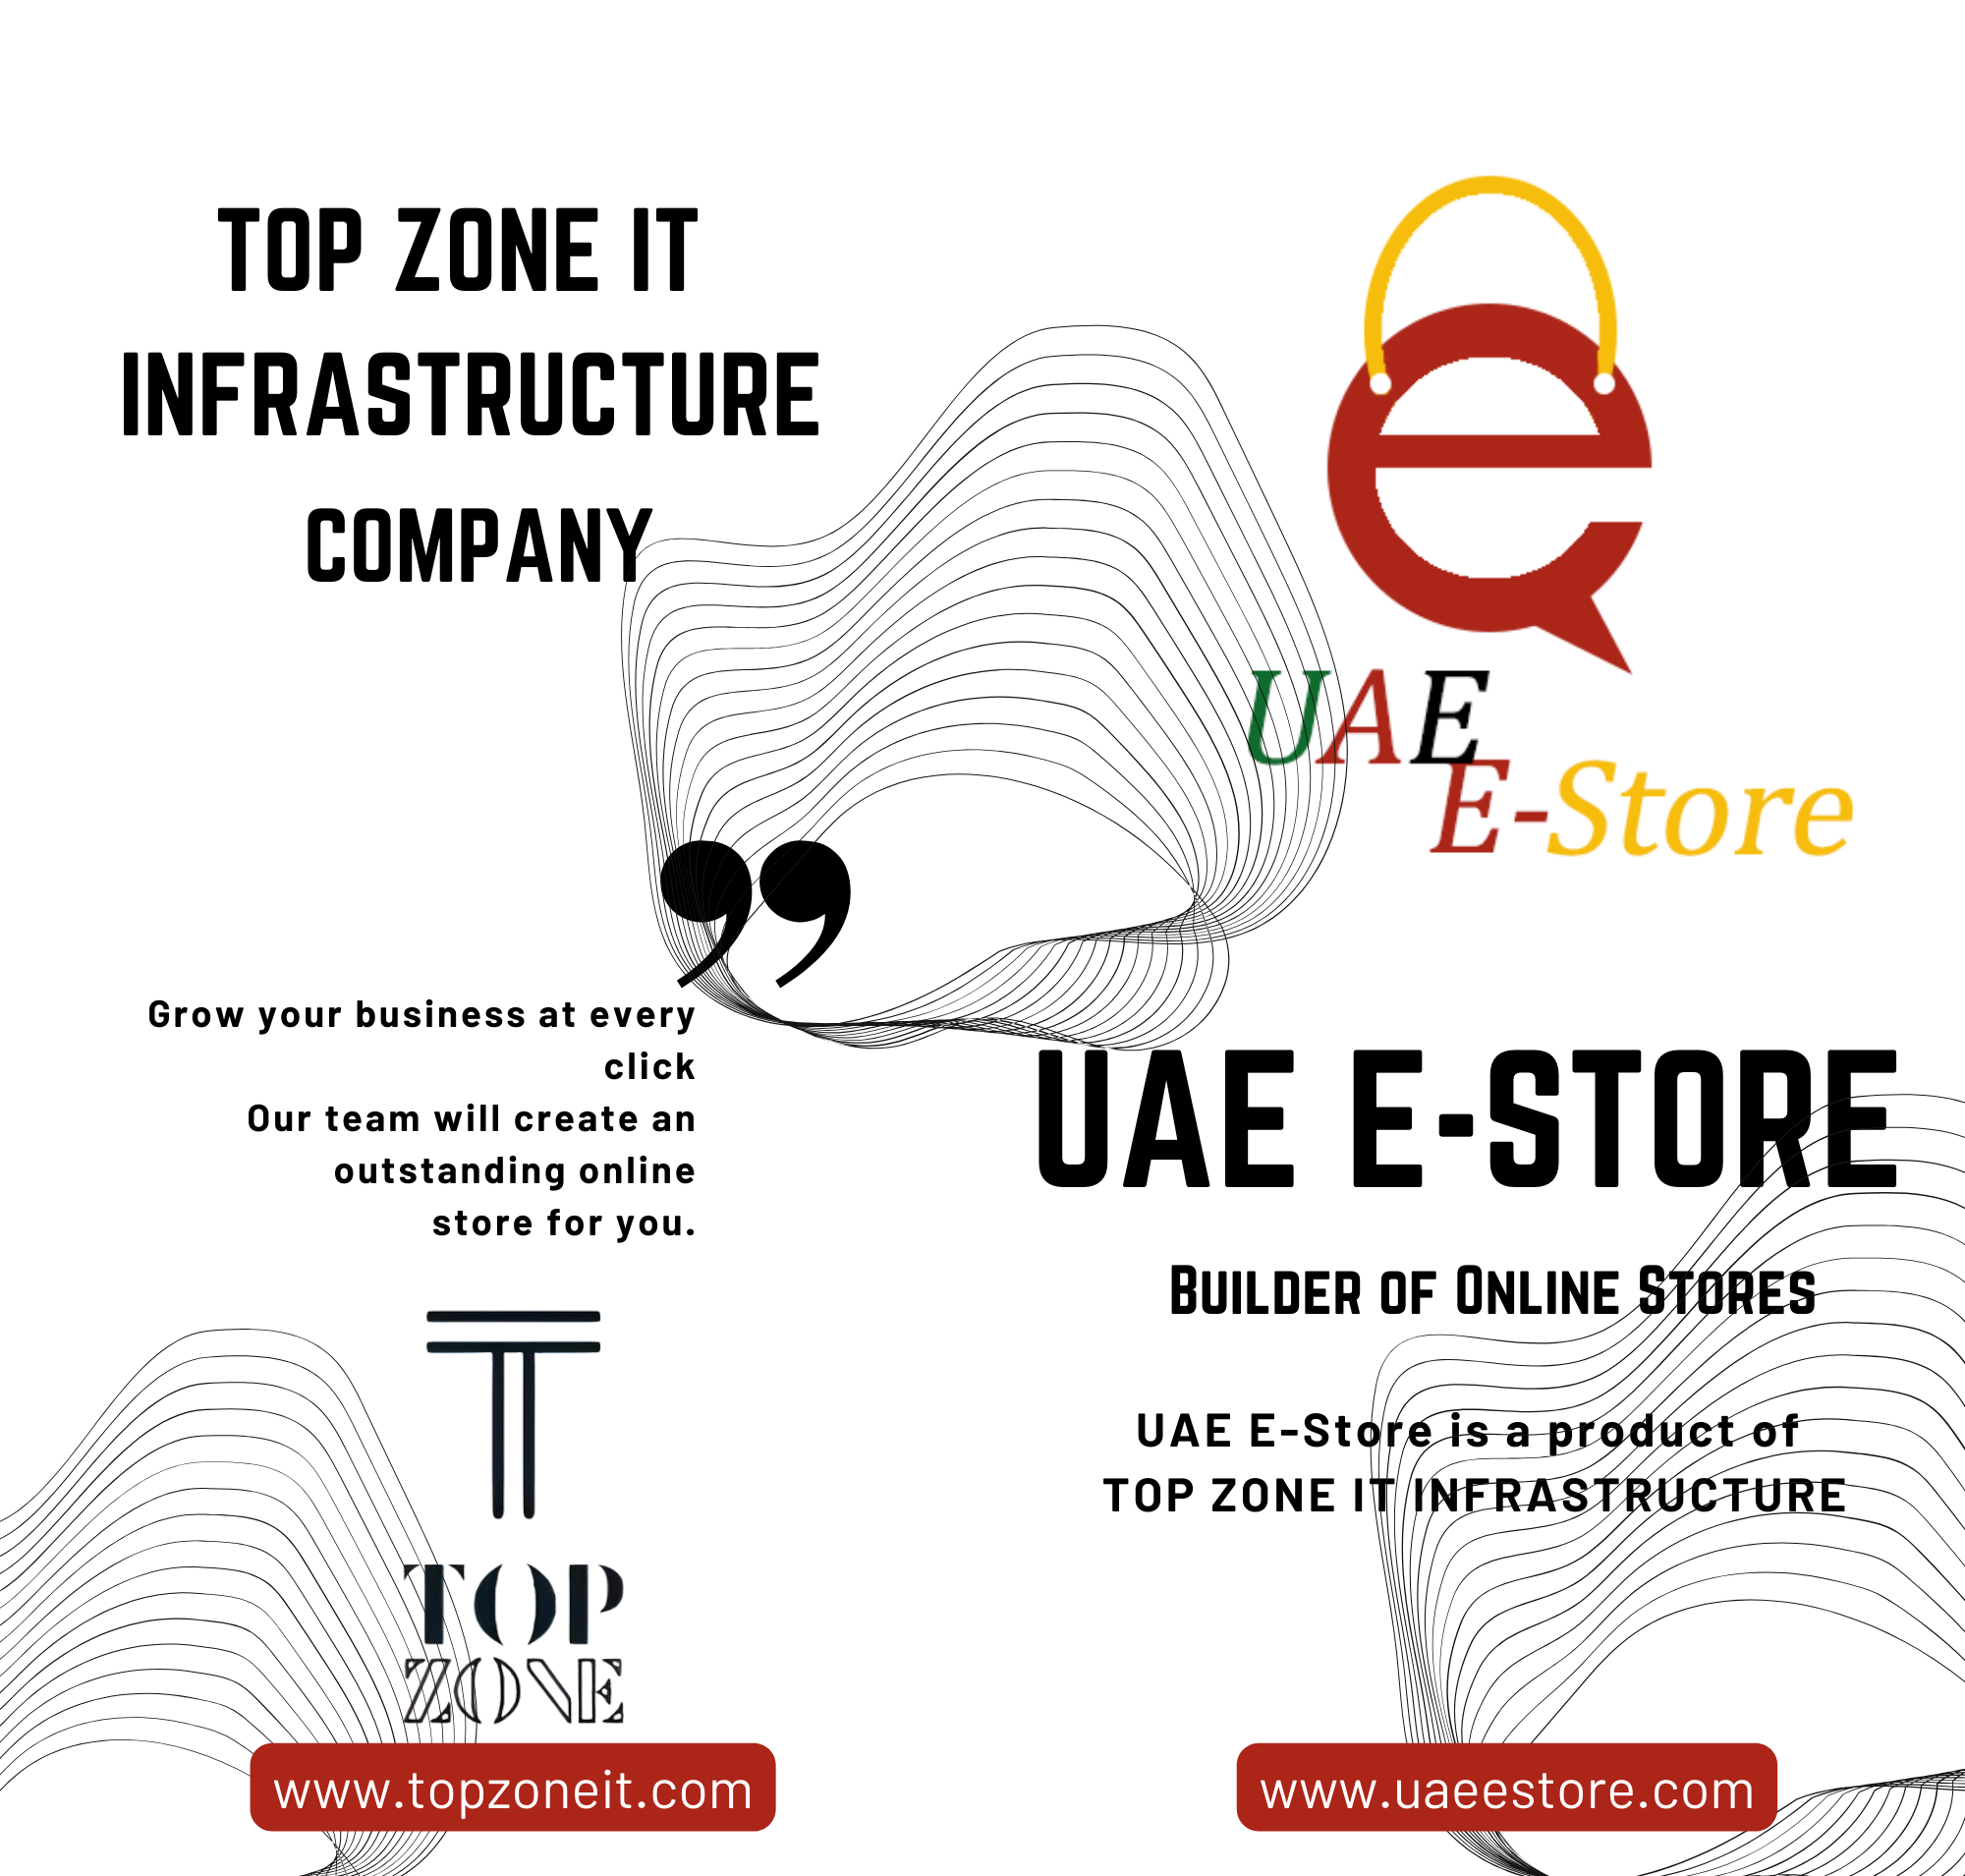 TOP ZONE IT
INFRASTRUCTURE
COMPANY
”
Grow your business at every
click
Our team will create an
outstanding online
store for you.
TOP
ZONE
www.topzoneit.com
UAE
E-Store
UAE E-STORE
Builder of Online Stores
UAE E-Store is a product of
TOP ZONE IT INFRASTRUCTURE
www.uaeestore.com